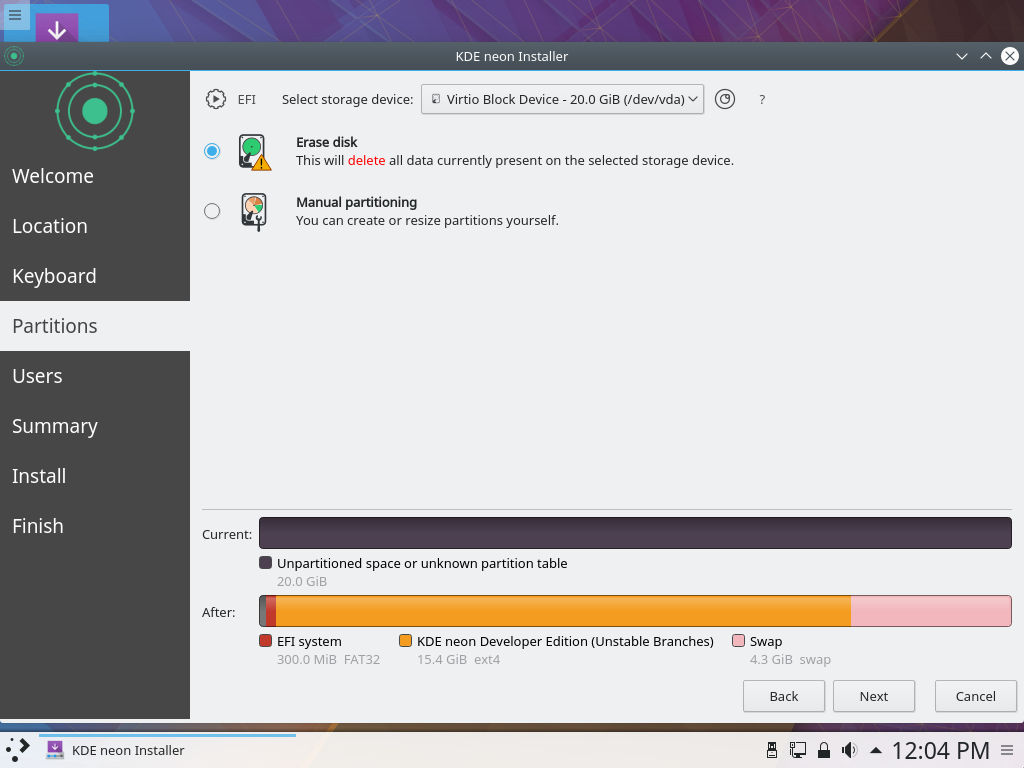 KDE neon Installer
EFI
Select storage device:
Virtio Block Device - 20.0 GiB (/dev/vda)
?
Welcome
Location
Keyboard
Partitions
Users
Summary
Install
Finish
Erase disk
This will delete all data currently present on the selected storage device.
Manual partitioning
You can create or resize partitions yourself.
Current:
Unpartitioned space or unknown partition table
20.0 GiB
After:
EFI system
300.0 MiB FAT32
KDE neon Developer Edition (Unstable Branches)
15.4 GiB ext4
Swap
4.3 GiB swap
Back
Next
Cancel
KDE neon Installer
12:04 PM